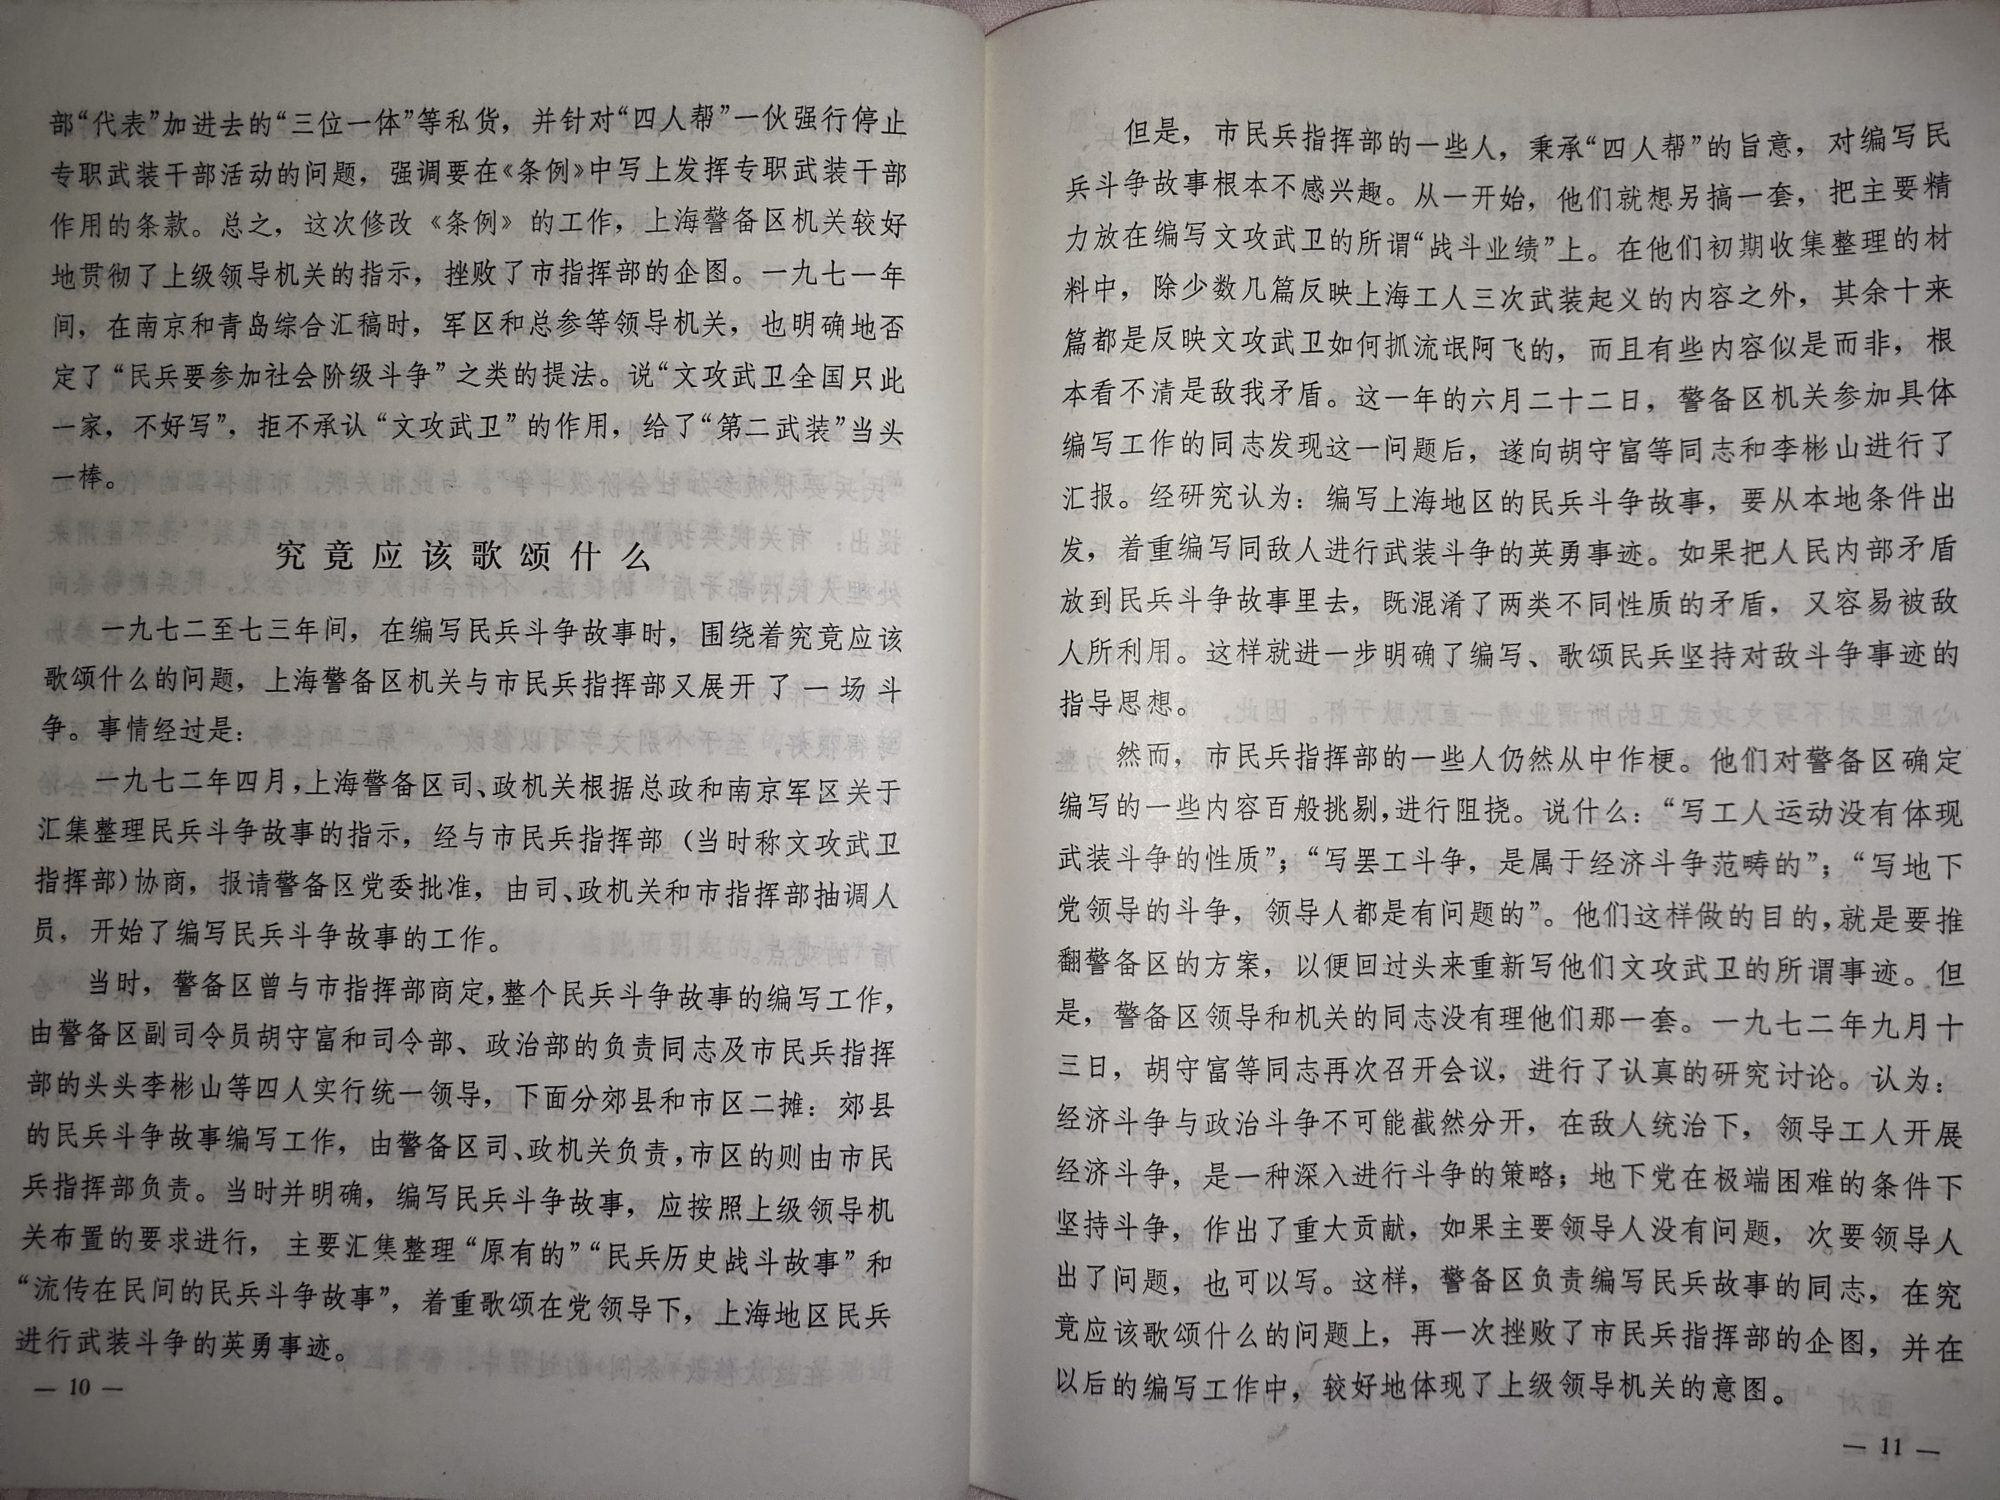 部“代表”加进去的“三位一体”等私货，并针对“四人帮”一伙强行停止
专职武装干部活动的问题，强调要在《条例》中写上发挥专职武装干部
作用的条款。总之，这次修改《条例》的工作，上海警备区机关较好
地贯彻了上级领导机关的指示，挫败了市指挥部的企图。一九七一年
间，在南京和青岛综合汇稿时，军区和总参等领导机关，也明确地否
定了“民兵要参加社会阶级斗争”之类的提法。说“文攻武卫全国只此
一家，不好写”，拒不承认“文攻武卫”的作用，给了“第二武装”当头
一棒。
究竟应该歌颂什么
一九七二至七三年间，在编写民兵斗争故事时，围绕着究竟应该
歌颂什么的问题，上海警备区机关与市民兵指挥部又展开了一场斗
争。事情经过是：
一九七二年四月，上海警备区司、政机关根据总政和南京军区关于
汇集整理民兵斗争故事的指示，经与市民兵指挥部（当时称文攻武卫
指挥部）协商，报请警备区党委批准，由司、政机关和市指挥部抽调人
员，开始了编写民兵斗争故事的工作。
当时，警备区曾与市指挥部商定，整个民兵斗争故事的编写工作，
由警备区副司令员胡守富和司令部、政治部的负责同志及市民兵指挥
部的头头李彬山等四人实行统一领导，下面分郊县和市区二摊：郊县
的民兵斗争故事编写工作，由警备区司、政机关负责，市区的则由市民
兵指挥部负责。当时并明确，编写民兵斗争故事，应按照上级领导机
关布置的要求进行，主要汇集整理“原有的”“民兵历史战斗故事”和
“流传在民间的民兵斗争故事”，着重歌颂在党领导下，上海地区民兵
进行武装斗争的英勇事迹。
— 10 —
但是，市民兵指挥部的一些人，秉承“四人帮”的旨意，对编写民
兵斗争故事根本不感兴趣。从一开始，他们就想另搞一套，把主要精
力放在编写文攻武卫的所谓“战斗业绩”上。在他们初期收集整理的材
料中，除少数几篇反映上海工人三次武装起义的内容之外，其余十来
篇都是反映文攻武卫如何抓流氓阿飞的，而且有些内容似是而非，根
本看不清是敌我矛盾。这一年的六月二十二日，警备区机关参加具体
编写工作的同志发现这一问题后，遂向胡守富等同志和李彬山进行了
汇报。经研究认为：编写上海地区的民兵斗争故事，要从本地条件出
发，着重编写同敌人进行武装斗争的英勇事迹。如果把人民内部矛盾
放到民兵斗争故事里去，既混淆了两类不同性质的矛盾，又容易被敌
人所利用。这样就进一步明确了编写、歌颂民兵坚持对敌斗争事迹的
指导思想。
然而，市民兵指挥部的一些人仍然从中作梗。他们对警备区确定
编写的一些内容百般挑剔，进行阻挠。说什么：“写工人运动没有体现
武装斗争的性质”；“写罢工斗争，是属于经济斗争范畴的”；“写地下
党领导的斗争，领导人都是有问题的”。他们这样做的目的，就是要推
翻警备区的方案，以便回过头来重新写他们文攻武卫的所谓事迹。但
是，警备区领导和机关的同志没有理他们那一套。一九七二年九月十
三日，胡守富等同志再次召开会议，进行了认真的研究讨论。认为：
经济斗争与政治斗争不可能截然分开，在敌人统治下，领导工人开展
经济斗争，是一种深入进行斗争的策略；地下党在极端困难的条件下
坚持斗争，作出了重大贡献，如果主要领导人没有问题，次要领导人
出了问题，也可以写。这样，警备区负责编写民兵故事的同志，在究
竟应该歌颂什么的问题上，再一次挫败了市民兵指挥部的企图，并在
以后的编写工作中，较好地体现了上级领导机关的意图。
— 11 —